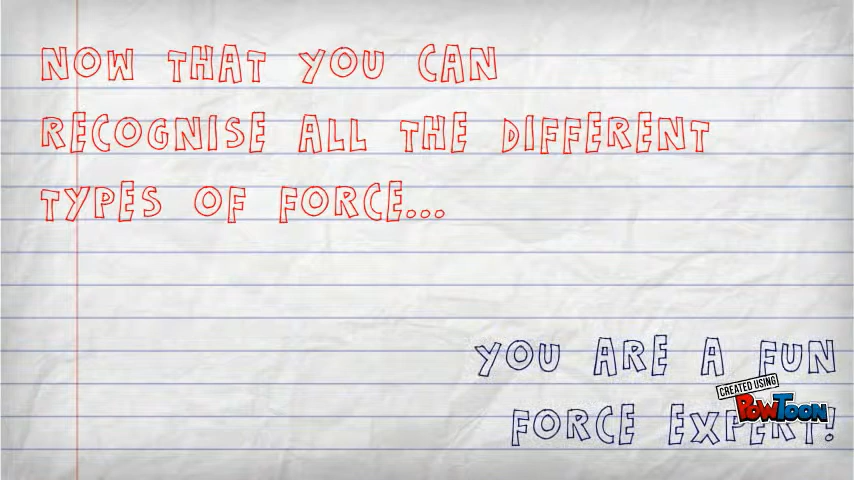 NOW THAT YOU CAN
RECOGNISE ALL THE DIFFERENT
TYPES OF FORCE...
YOU ARE A FUN
FORCE EXPERT!
CREATED USING
POWTOON